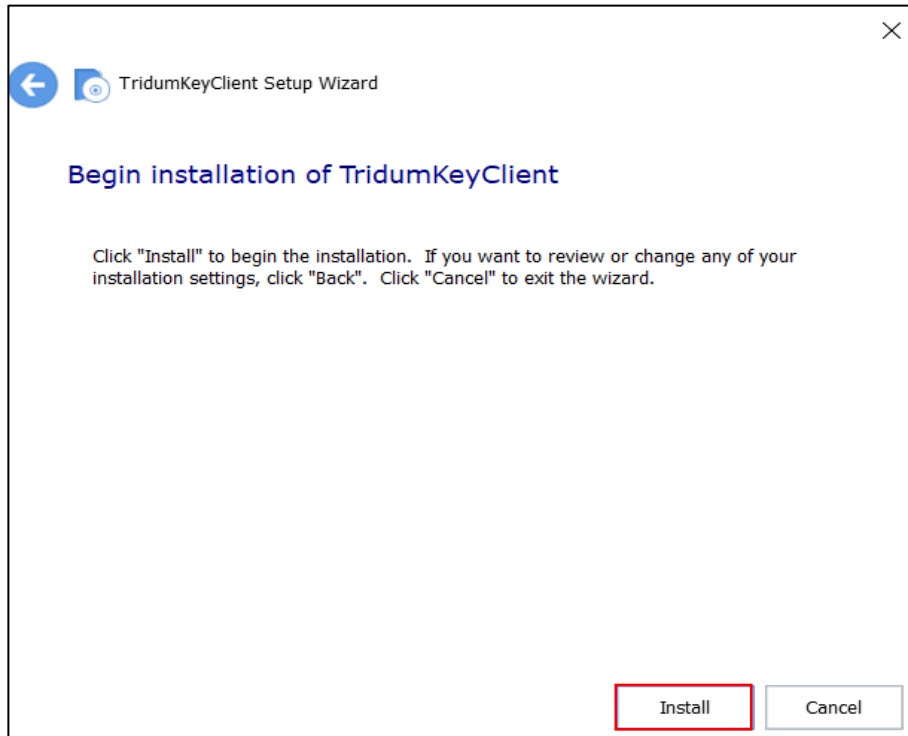 TridumKeyClient Setup Wizard
Begin installation of TridumKeyClient
Click "Install" to begin the installation.  If you want to review or change any of your
installation settings, click "Back".  Click "Cancel" to exit the wizard.
Install
Cancel